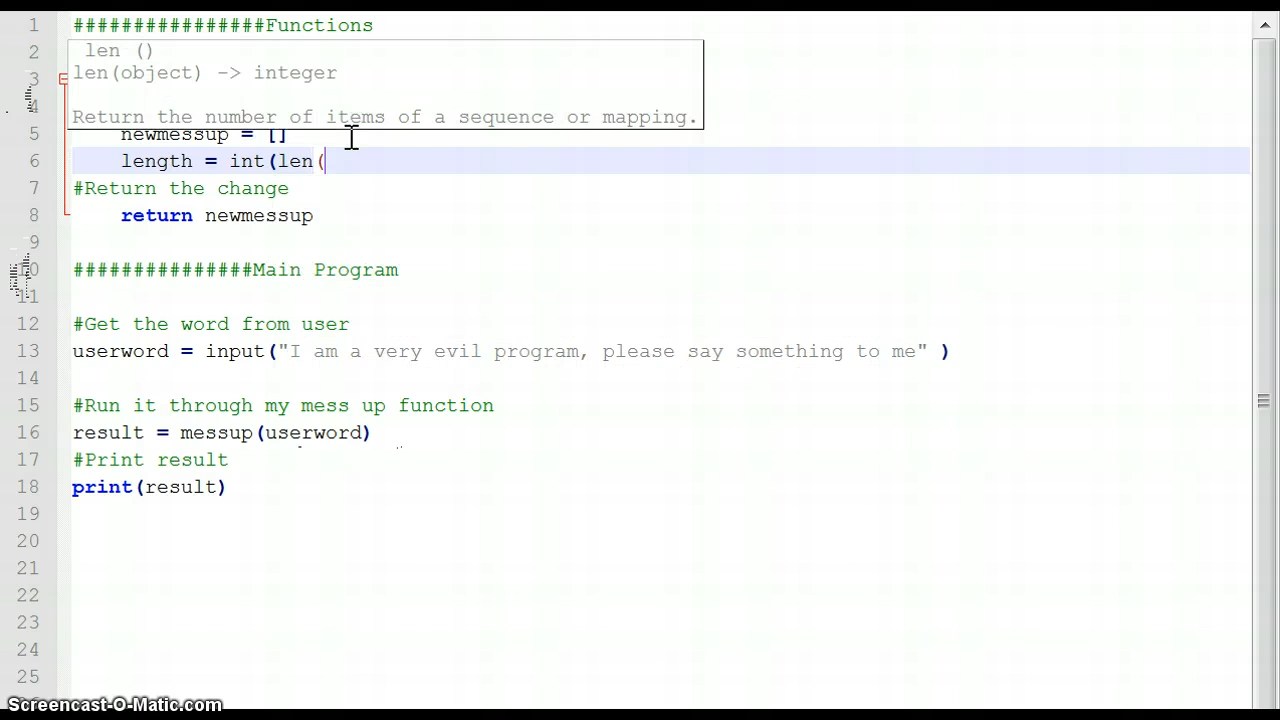 1 ################Functions
2 len ()
3 len(object) -> integer
4 Return the number of items of a sequence or mapping.
5 newmessup = []
6 length = int(len(
7 #Return the change
8 return newmessup
9
10 ###############Main Program
11
12 #Get the word from user
13 userword = input("I am a very evil program, please say something to me" )
14
15 #Run it through my mess up function
16 result = messup(userword)
17 #Print result
18 print(result)
19
20
21
22
23
24
25
Screencast-O-Matic.com